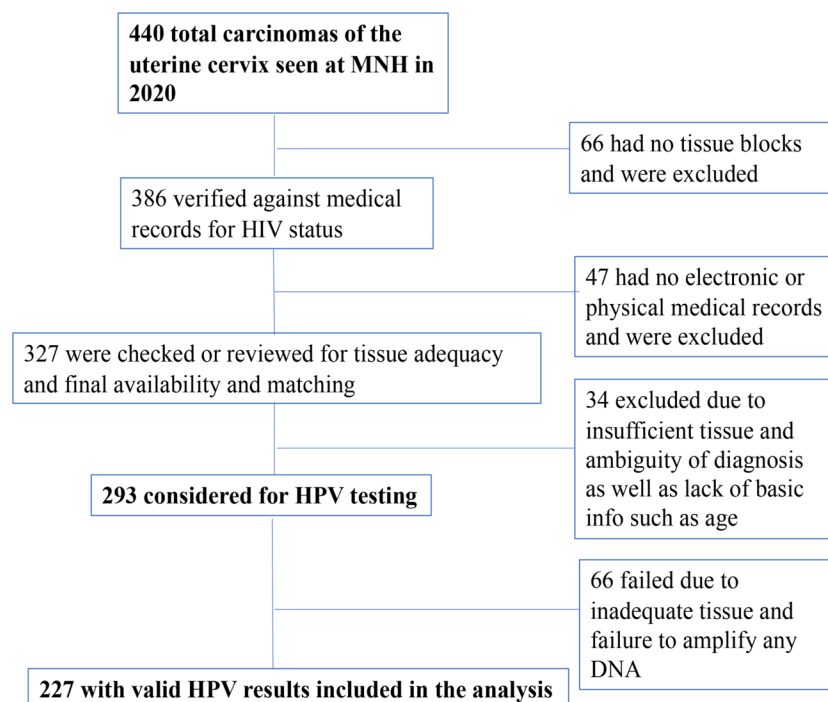 440 total carcinomas of the
uterine cervix seen at MNH in
2020
66 had no tissue blocks
and were excluded
386 verified against medical
records for HIV status
47 had no electronic or
physical medical records
and were excluded
327 were checked or reviewed for tissue adequacy
and final availability and matching
34 excluded due to
insufficient tissue and
ambiguity of diagnosis
as well as lack of basic
info such as age
293 considered for HPV testing
66 failed due to
inadequate tissue and
failure to amplify any
DNA
227 with valid HPV results included in the analysis